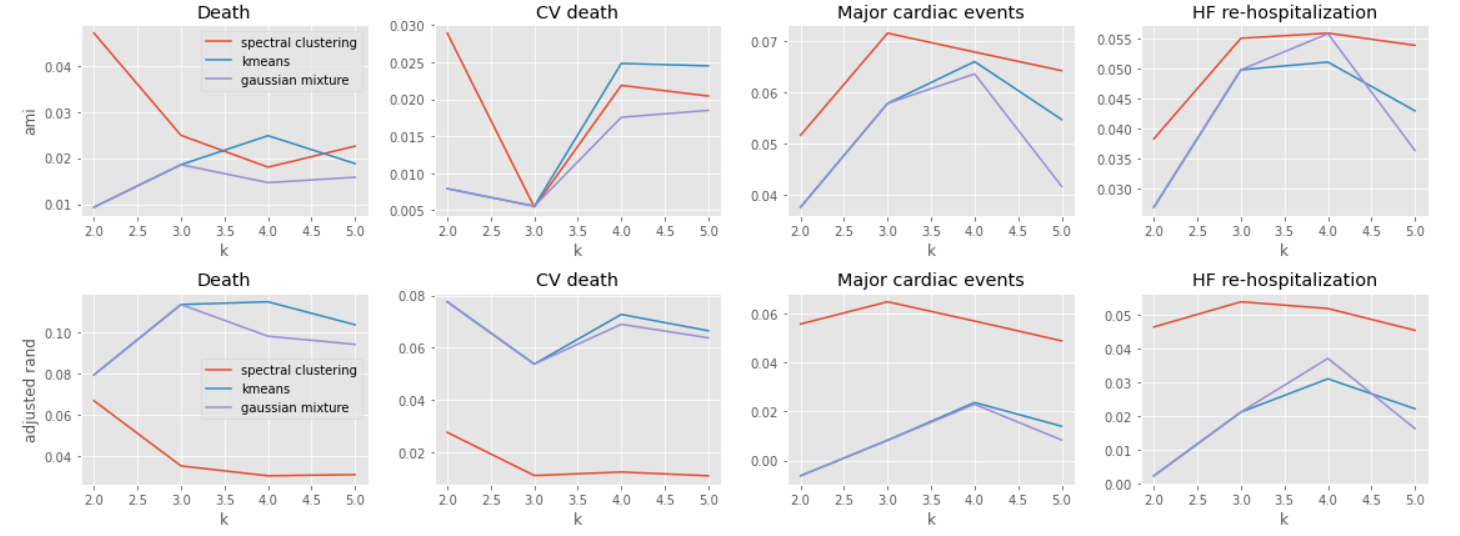 Death
CV death
Major cardiac events
HF re-hospitalization
ami
0.04
0.03
0.02
0.01
spectral clustering
kmeans
gaussian mixture
2.0 2.5 3.0 3.5 4.0 4.5 5.0
k
0.030
0.025
0.020
0.015
0.010
0.005
2.0 2.5 3.0 3.5 4.0 4.5 5.0
k
0.07
0.06
0.05
0.04
2.0 2.5 3.0 3.5 4.0 4.5 5.0
k
0.055
0.050
0.045
0.040
0.035
0.030
2.0 2.5 3.0 3.5 4.0 4.5 5.0
k
Death
CV death
Major cardiac events
HF re-hospitalization
adjusted rand
0.10
0.08
0.06
0.04
spectral clustering
kmeans
gaussian mixture
2.0 2.5 3.0 3.5 4.0 4.5 5.0
k
0.08
0.06
0.04
0.02
2.0 2.5 3.0 3.5 4.0 4.5 5.0
k
0.06
0.04
0.02
0.00
2.0 2.5 3.0 3.5 4.0 4.5 5.0
k
0.05
0.04
0.03
0.02
0.01
0.00
2.0 2.5 3.0 3.5 4.0 4.5 5.0
k